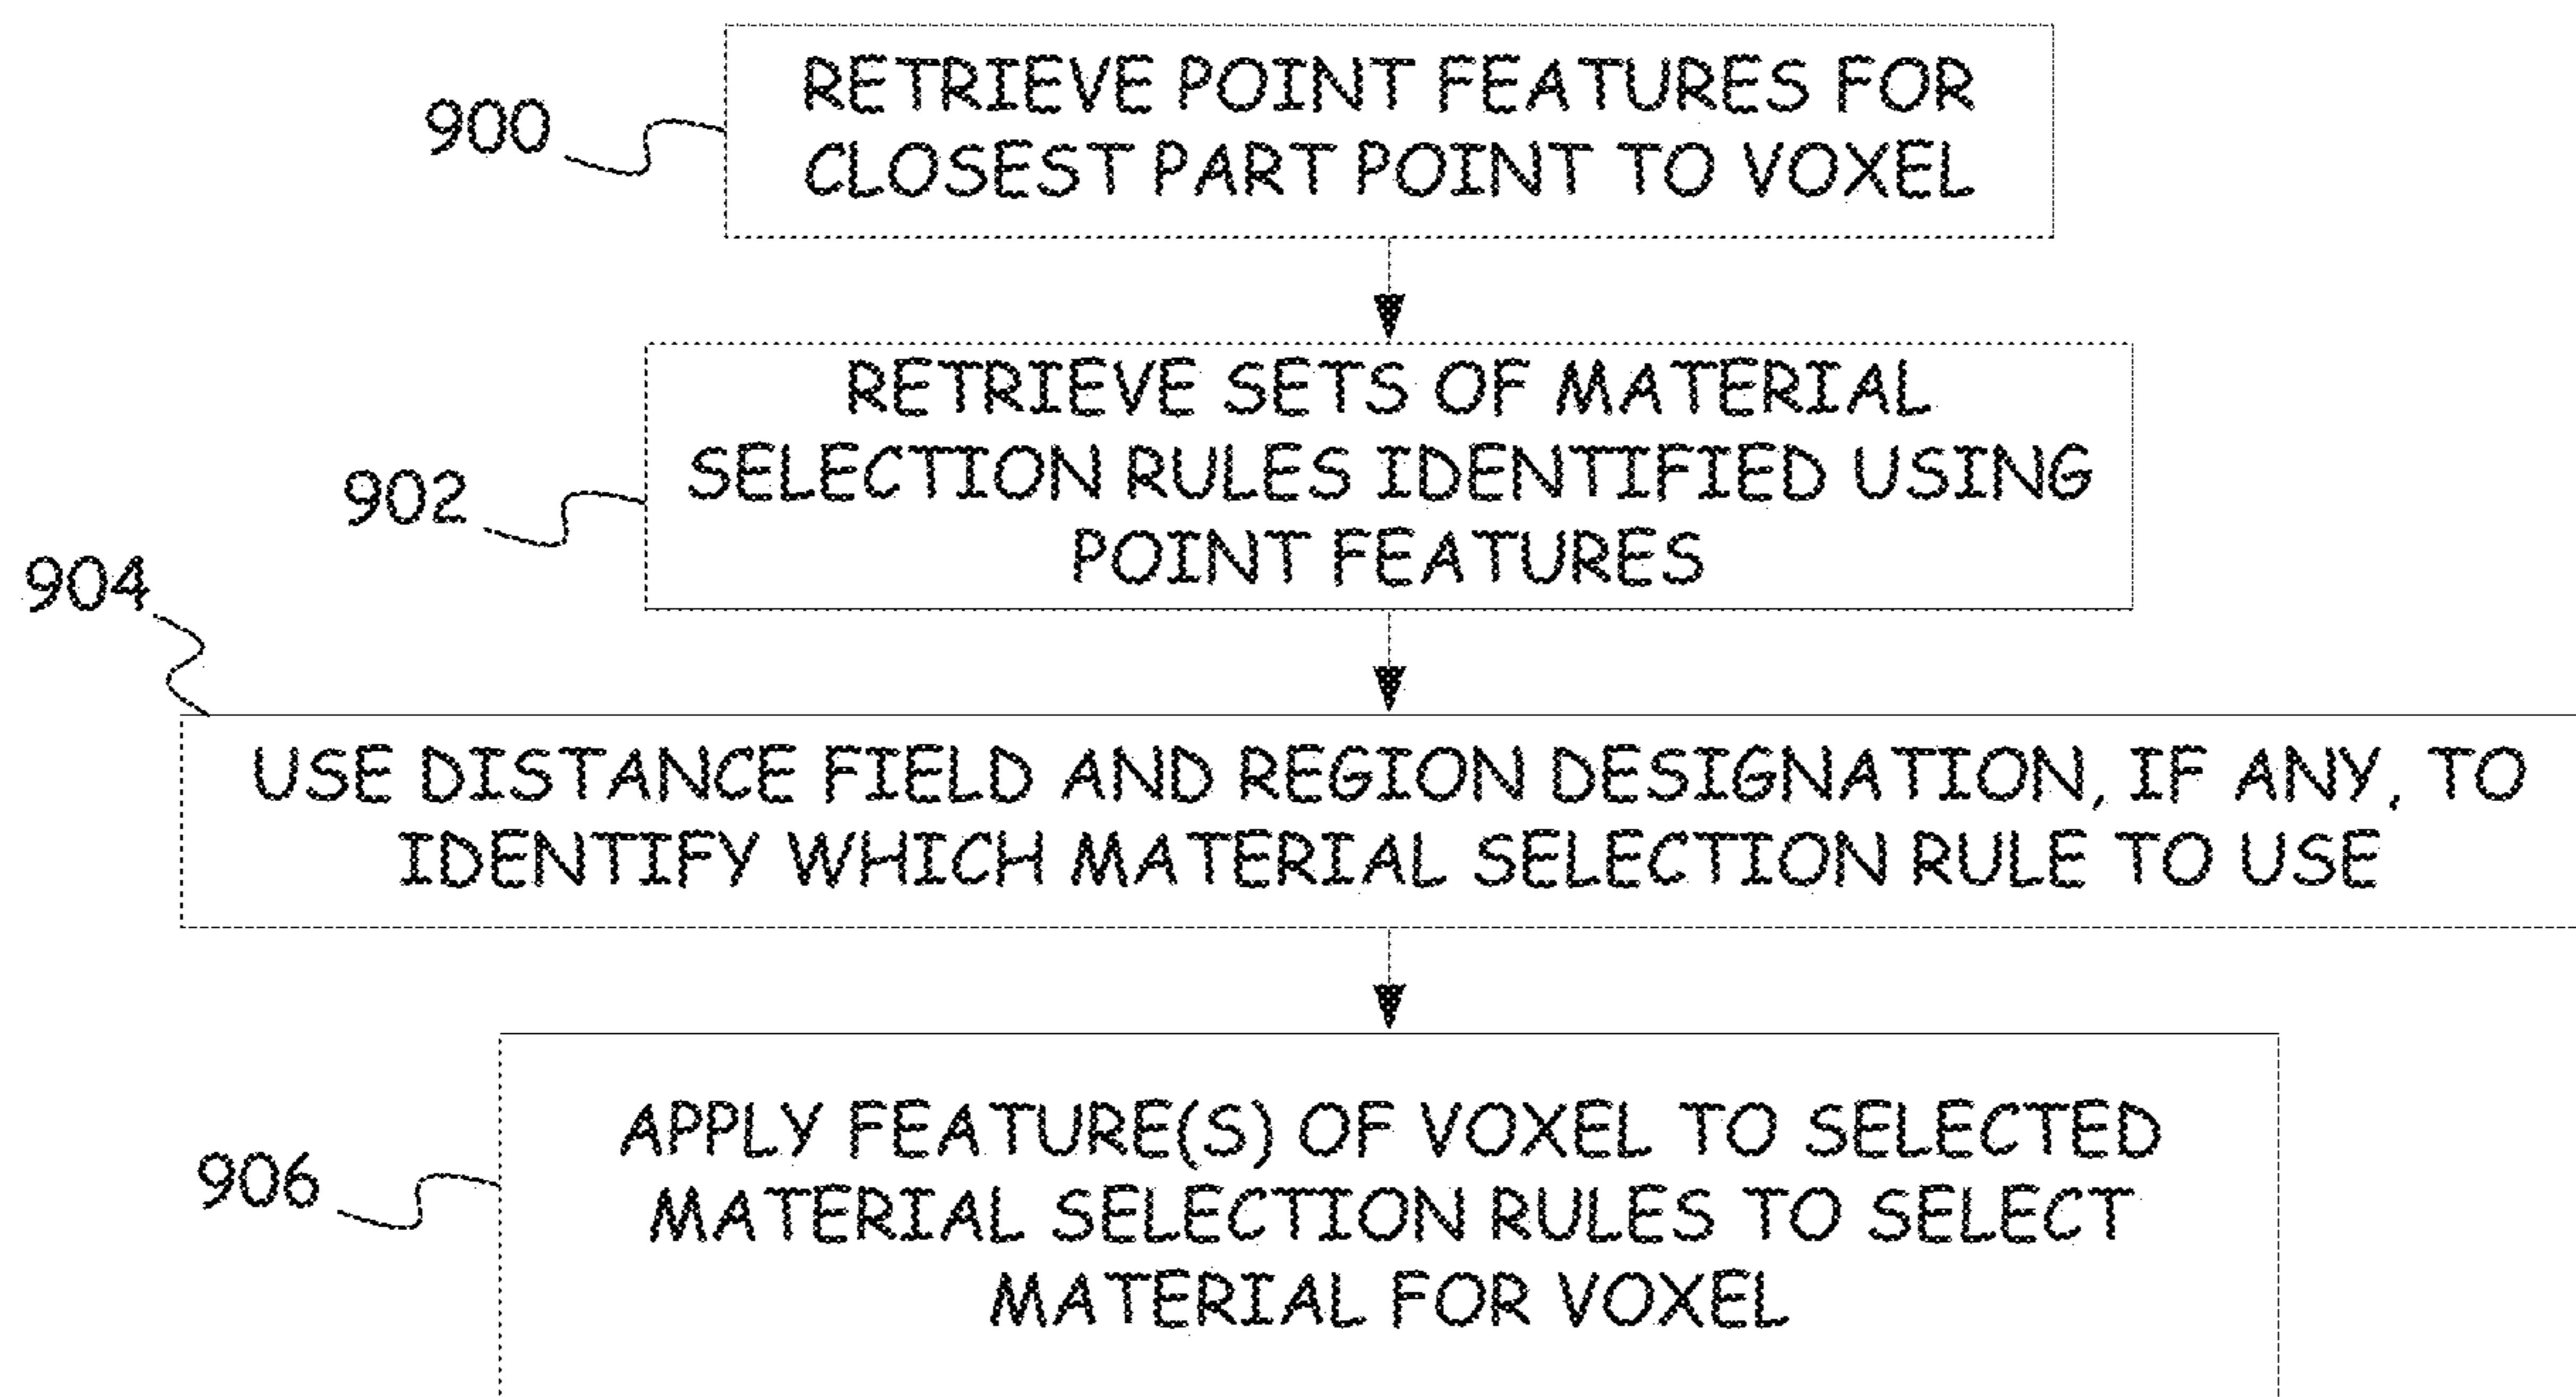 900
RETRIEVE POINT FEATURES FOR
CLOSEST PART POINT TO VOXEL
902
RETRIEVE SETS OF MATERIAL
SELECTION RULES IDENTIFIED USING
POINT FEATURES
904
USE DISTANCE FIELD AND REGION DESIGNATION, IF ANY, TO
IDENTIFY WHICH MATERIAL SELECTION RULE TO USE
906
APPLY FEATURE(S) OF VOXEL TO SELECTED
MATERIAL SELECTION RULES TO SELECT
MATERIAL FOR VOXEL